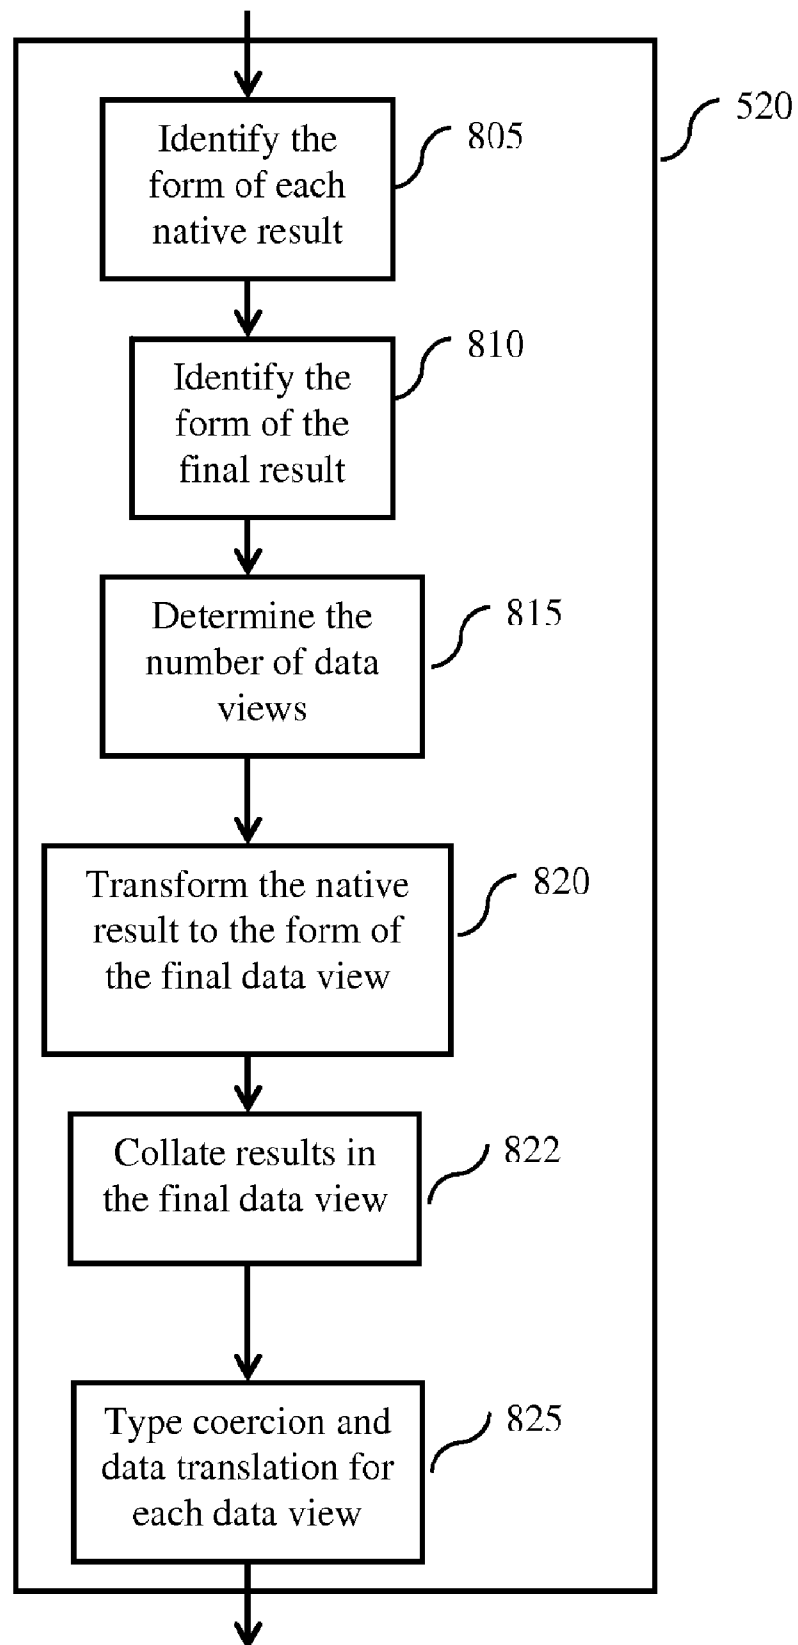 520
Identify the
form of each
native result
805
Identify the
form of the
final result
810
Determine the
number of data
views
815
Transform the native
result to the form of
the final data view
820
Collate results in
the final data view
822
Type coercion and
data translation for
each data view
825